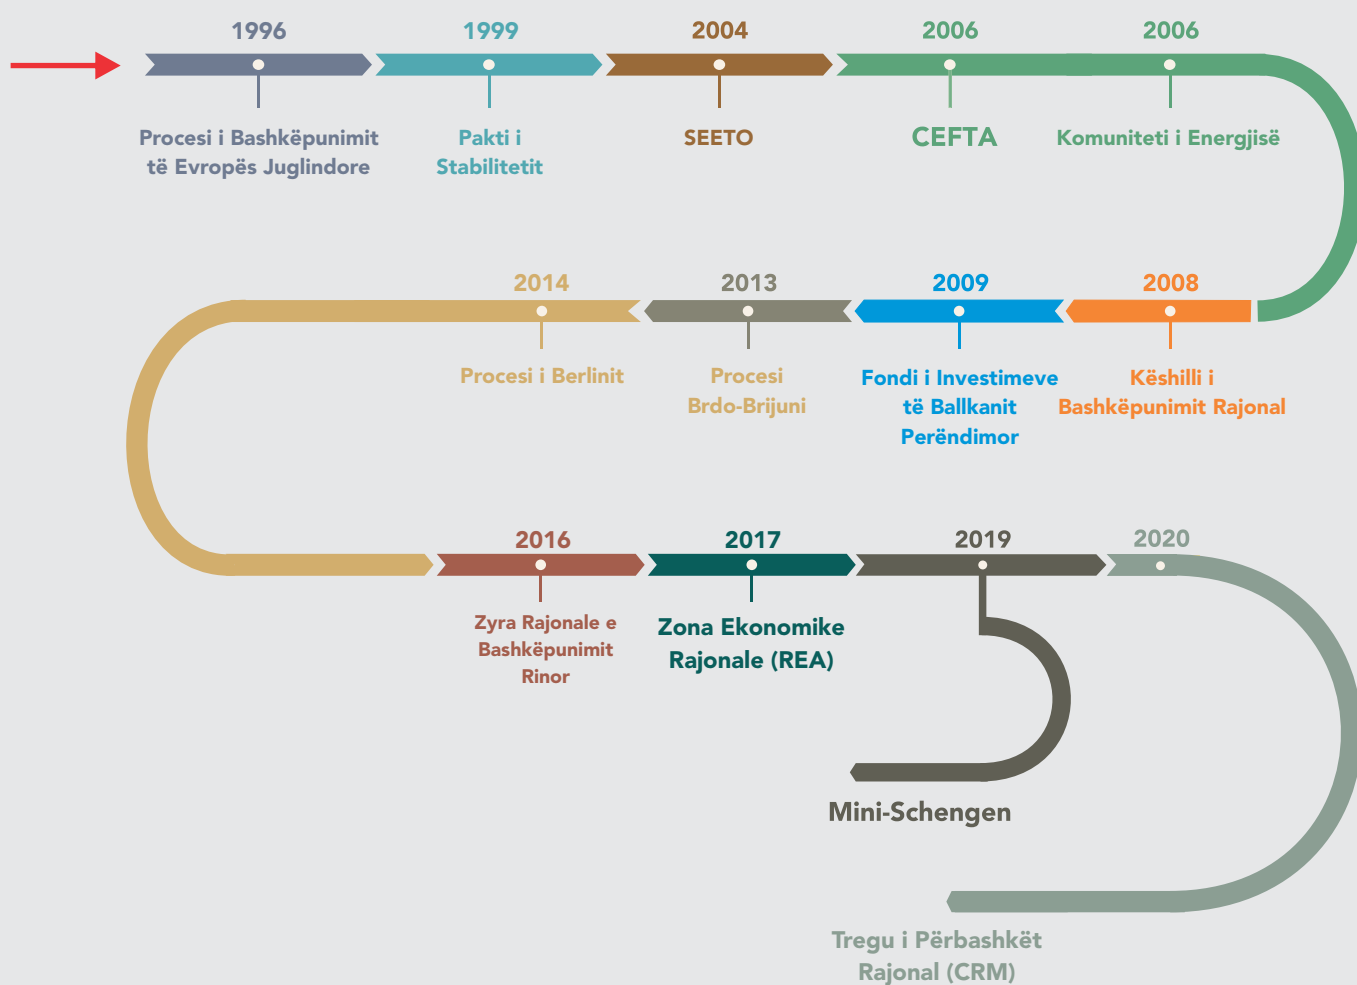 1996
Procesi i Bashkëpunimit
të Evropës Juglindore
1999
Pakti i
Stabilitetit
2004
SEETO
2006
CEFTA
2006
Komuniteti i Energjisë
2008
Këshilli i
Bashkëpunimit Rajonal
2009
Fondi i Investimeve
të Ballkanit
Perëndimor
2013
Procesi
Brdo-Brijuni
2014
Procesi i Berlinit
2016
Zyra Rajonale e
Bashkëpunimit
Rinor
2017
Zona Ekonomike
Rajonale (REA)
2019
Mini-Schengen
2020
Tregu i Përbashkët
Rajonal (CRM)